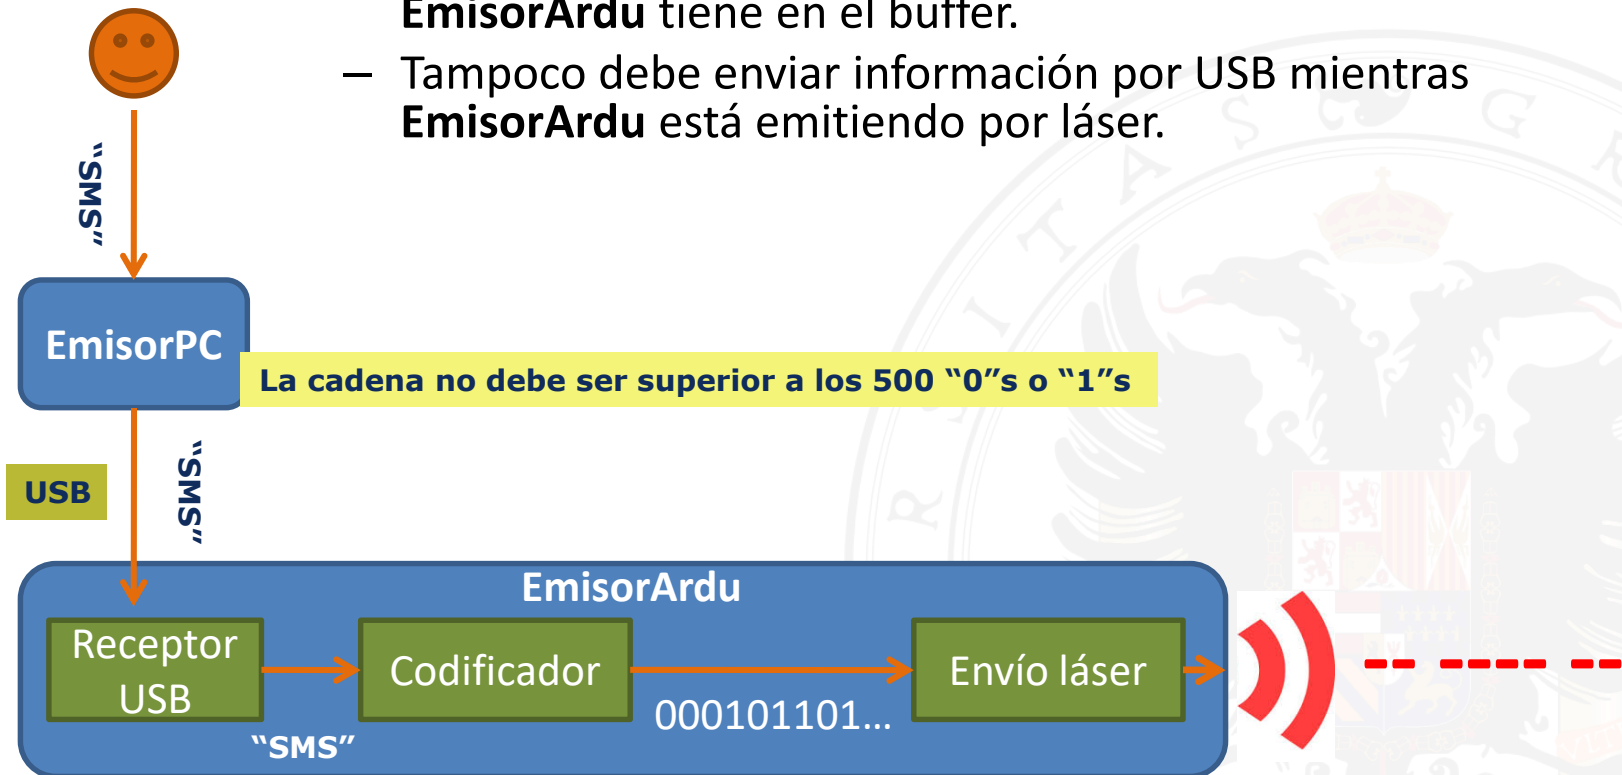 EmisorArdu tiene en el buffer.
– Tampoco debe enviar información por USB mientras
EmisorArdu está emitiendo por láser.
“SMS”
EmisorPC
La cadena no debe ser superior a los 500 “0”s o “1”s
USB
“SMS”
EmisorArdu
Receptor
USB
“SMS”
Codificador
000101101...
Envío láser